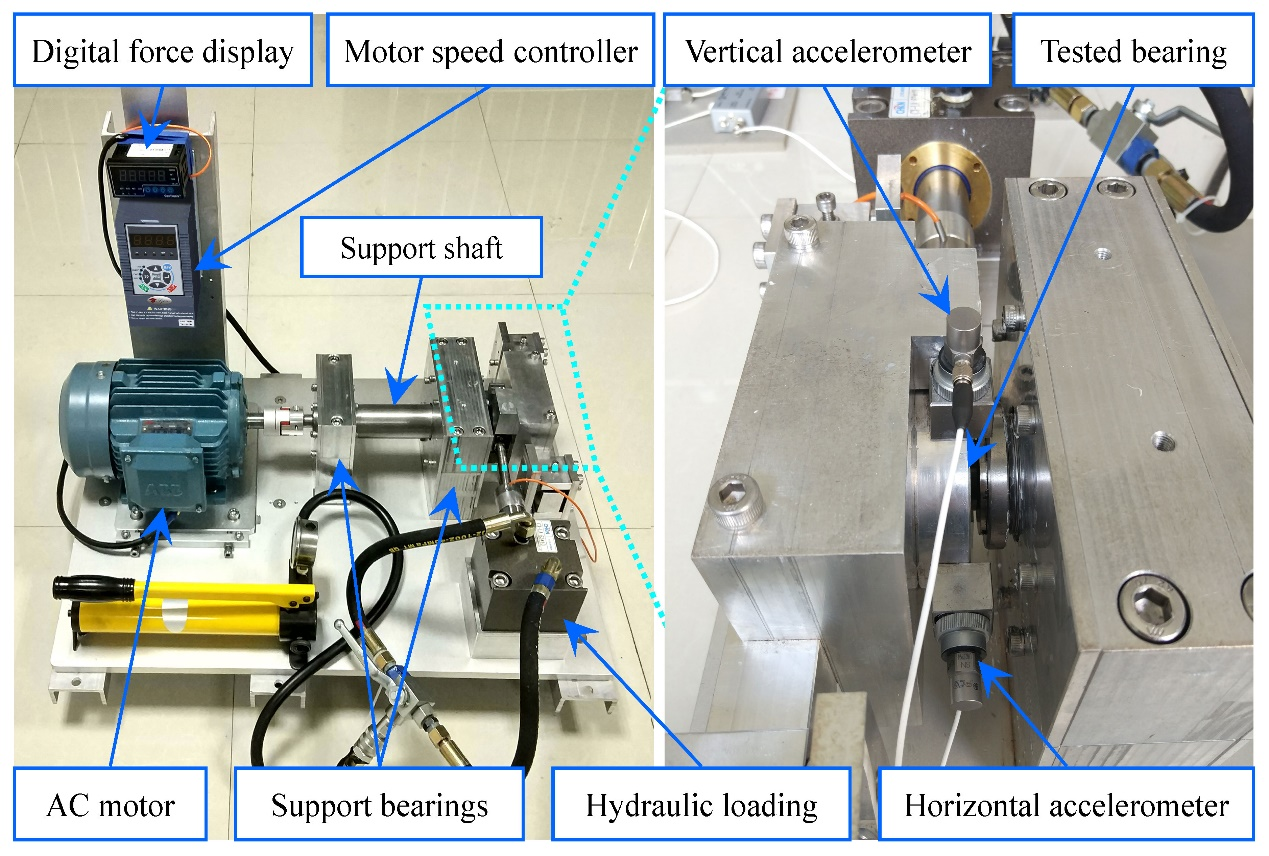 Digital force display
Motor speed controller
Vertical accelerometer
Tested bearing
Support shaft
ABB
AC motor
Support bearings
Hydraulic loading
Horizontal accelerometer